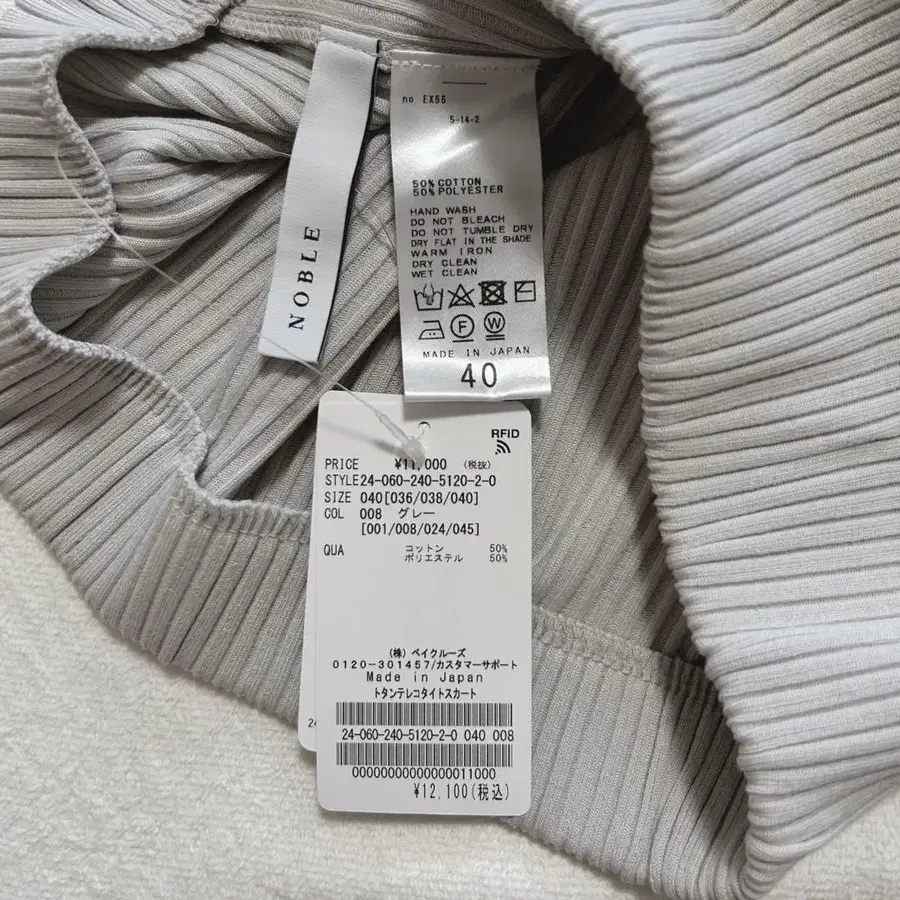 NOBLE
no. EX55
5-14-2
50% COTTON
50% POLYESTER
HAND WASH
DO NOT BLEACH
DO NOT TUMBLE DRY
DRY FLAT IN THE SHADE
WARM IRON
DRY CLEAN
WET CLEAN
F W
MADE IN JAPAN
40
RFID
PRICE ¥11,000 (税抜)
STYLE24-060-240-5120-2-0
SIZE 040[036/038/040]
COL 008 グレー
[001/008/024/045]
QUA コットン 50%
ポリエステル 50%
(株) ベイクルーズ
0120-301457/カスタマーサポート
Made in Japan
トタンテレコタイトスカート
24-060-240-5120-2-0 040 008
00000000000000011000
¥12,100(税込)
24